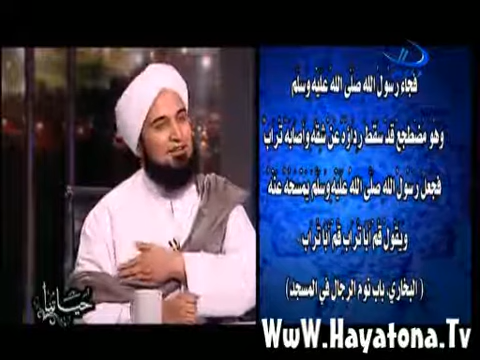 فجاء رسول الله صلى الله عليه وسلم
وهو مضطجع قد سقط رداؤه عن شقه وأصابه تراب
فجعل رسول الله صلى الله عليه وسلم يمسحه عنه
ويقول قم أبا تراب قم أبا تراب.
( البخاري، باب نوم الرجال في المسجد)
WwW.Hayatona.Tv